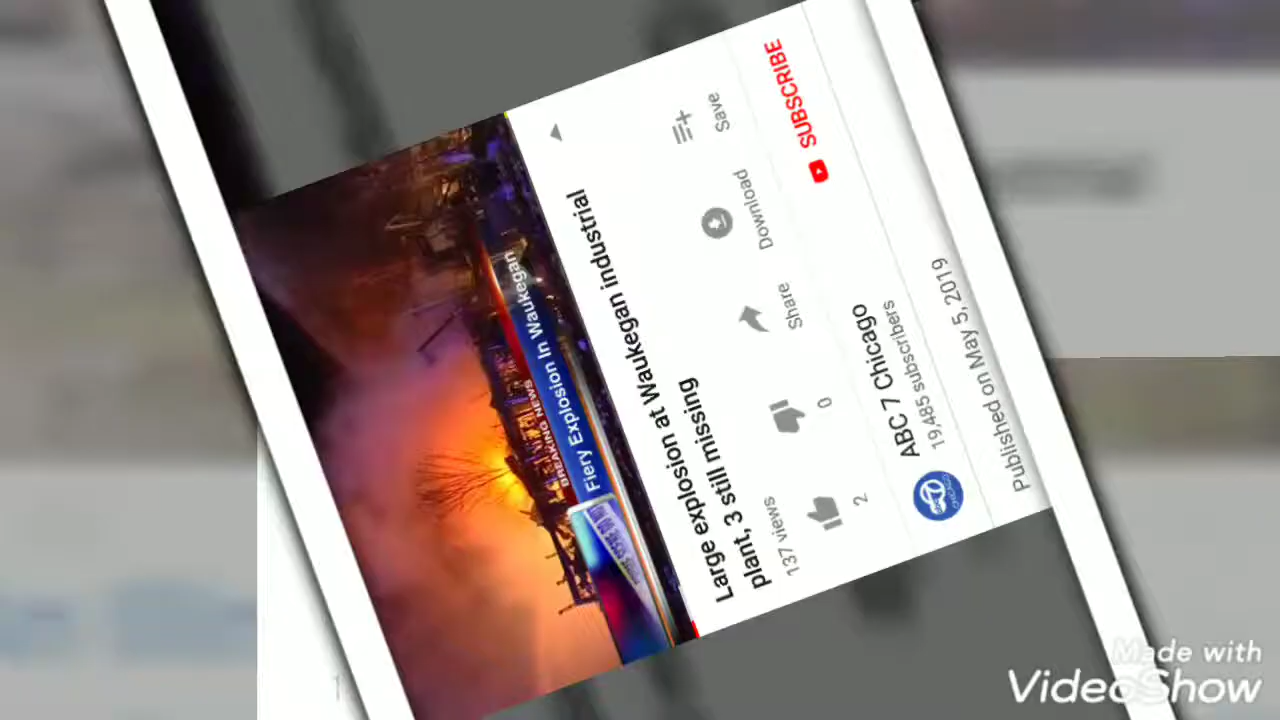 BREAKING NEWS
Fiery Explosion In Waukegan
Large explosion at Waukegan industrial
plant, 3 still missing
137 views
2
0
Share
Download
Save
ABC 7 Chicago
19,485 subscribers
SUBSCRIBE
Published on May 5, 2019
Made with
VideoShow